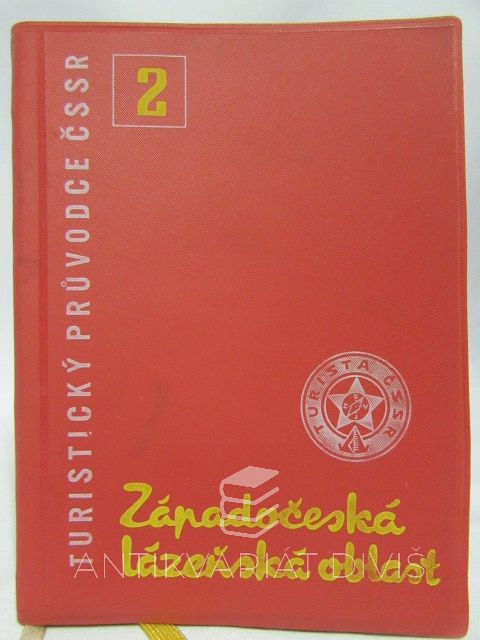 TURISTICKÝ PRŮVODCE ČSSR
2
TURISTA ČSSR
Západočeská
lázeňská oblast
ANTIKVARIÁT DIVIŠ